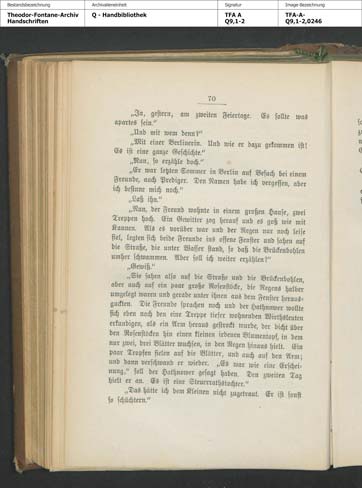 Bestandsbezeichnung
Archivalieneinheit
Signatur
Image-Bezeichnung
Theodor-Fontane-Archiv
Handschriften
Q - Handbibliothek
TFA A
Q9,1-2
TFA-A-
Q9,1-2,0246
70
„Ja, gestern, am zweiten Feiertage. Es sollte was
apartes sein.“
„Und mit wem denn?“
„Mit einer Berlinerin. Und wie er dazu gekommen ist!
Es ist eine ganze Geschichte.“
„Nun, so erzähle doch.“
„Er war letzten Sommer in Berlin auf Besuch bei einem
Freunde, auch Prediger. Den Namen habe ich vergessen, aber
ich besinne mich noch.“
„Laß ihn.“
„Nun, der Freund wohnte in einem großen Hause, zwei
Treppen hoch. Ein Gewitter zog herauf und es goß wie mit
Kannen. Als es vorüber war und der Regen nur noch leise
fiel, legten sich beide Freunde ins offene Fenster und sahen auf
die Straße, die unter Wasser stand, so daß die Brückenbohlen
umher schwammen. Aber soll ich weiter erzählen?“
„Gewiß.“
„Sie sahen also auf die Straße und die Brückenbohlen,
aber auch auf ein paar große Rosenstöcke, die Regens halber
umgelegt waren und gerade unter ihnen aus dem Fenster heraus-
guckten. Die Freunde sprachen noch und der Hathnower wollte
sich eben nach den eine Treppe tiefer wohnenden Wirthsleuten
erkundigen, als ein Arm heraus gestreckt wurde, der dicht über
den Rosenstöcken hin einen kleinen irdenen Blumentopf, in dem
nur zwei, drei Blätter wuchsen, in den Regen hinaus hielt. Ein
paar Tropfen fielen auf die Blätter, und auch auf den Arm;
und dann verschwand er wieder. „Es war wie eine Erschei-
nung,“ soll der Hathnower gesagt haben. Den zweiten Tag
hielt er an. Es ist eine Steuerrathstochter.“
„Das hätte ich dem Kleinen nicht zugetraut. Er ist sonst
so schüchtern.“